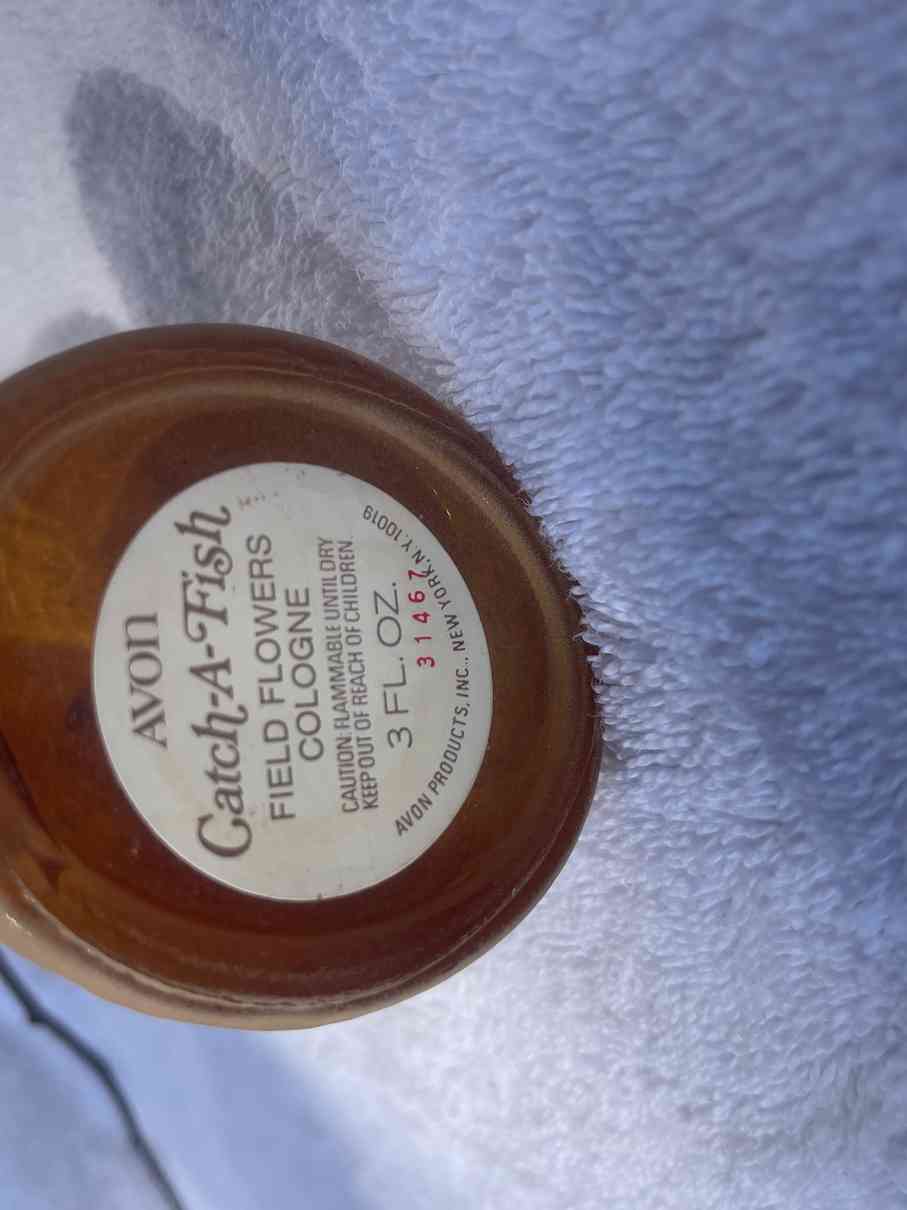 AVON
Catch-A-Fish
FIELD FLOWERS
COLOGNE
CAUTION: FLAMMABLE UNTIL DRY
KEEP OUT OF REACH OF CHILDREN.
3 FL. OZ.
31467
AVON PRODUCTS, INC., NEW YORK, N.Y. 10019